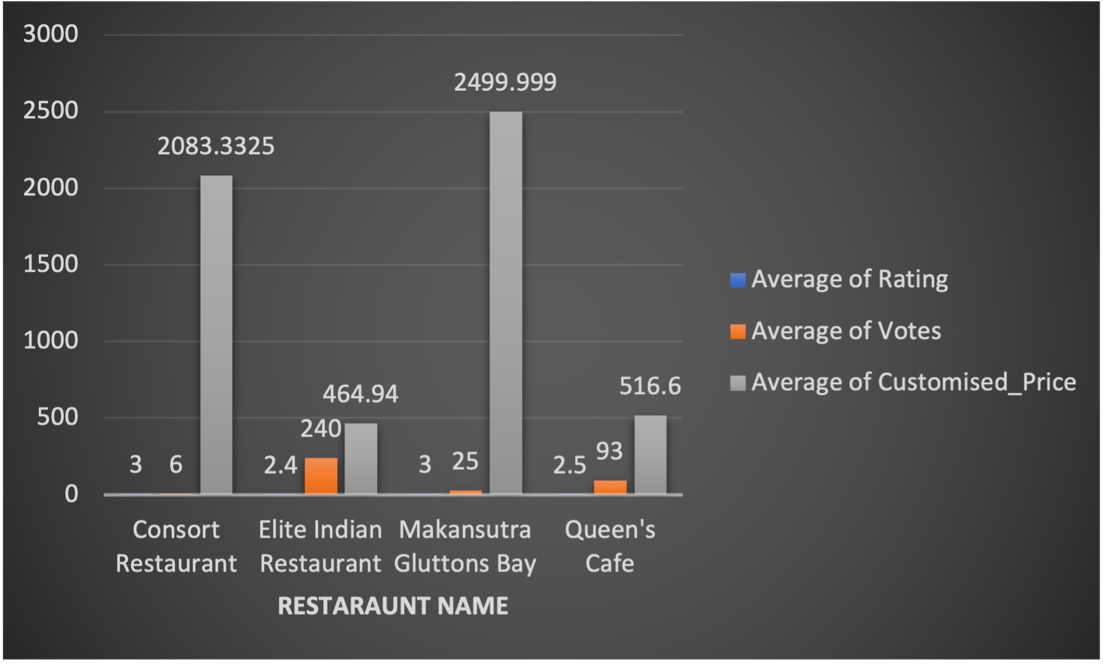 3000
2500
2000
1500
1000
500
0
2083.3325
2499.999
464.94
516.6
3 6
2.4 240
3 25
2.5 93
Consort
Restaurant
Elite Indian
Restaurant
Makansutra
Gluttons Bay
Queen's
Cafe
RESTARAUNT NAME
Average of Rating
Average of Votes
Average of Customised_Price